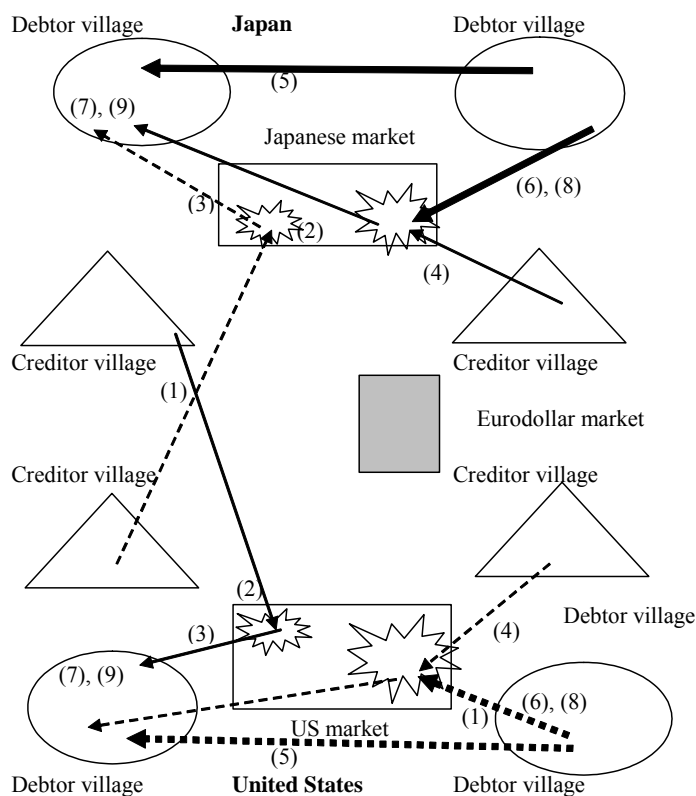 Debtor village
Japan
Debtor village
(5)
(7), (9)
Japanese market
(6), (8)
(3)
(2)
(4)
Creditor village
Creditor village
(1)
Eurodollar market
Creditor village
Creditor village
(2)
Debtor village
(3)
(4)
(7), (9)
(6), (8)
(1)
US market
(5)
Debtor village
United States
Debtor village